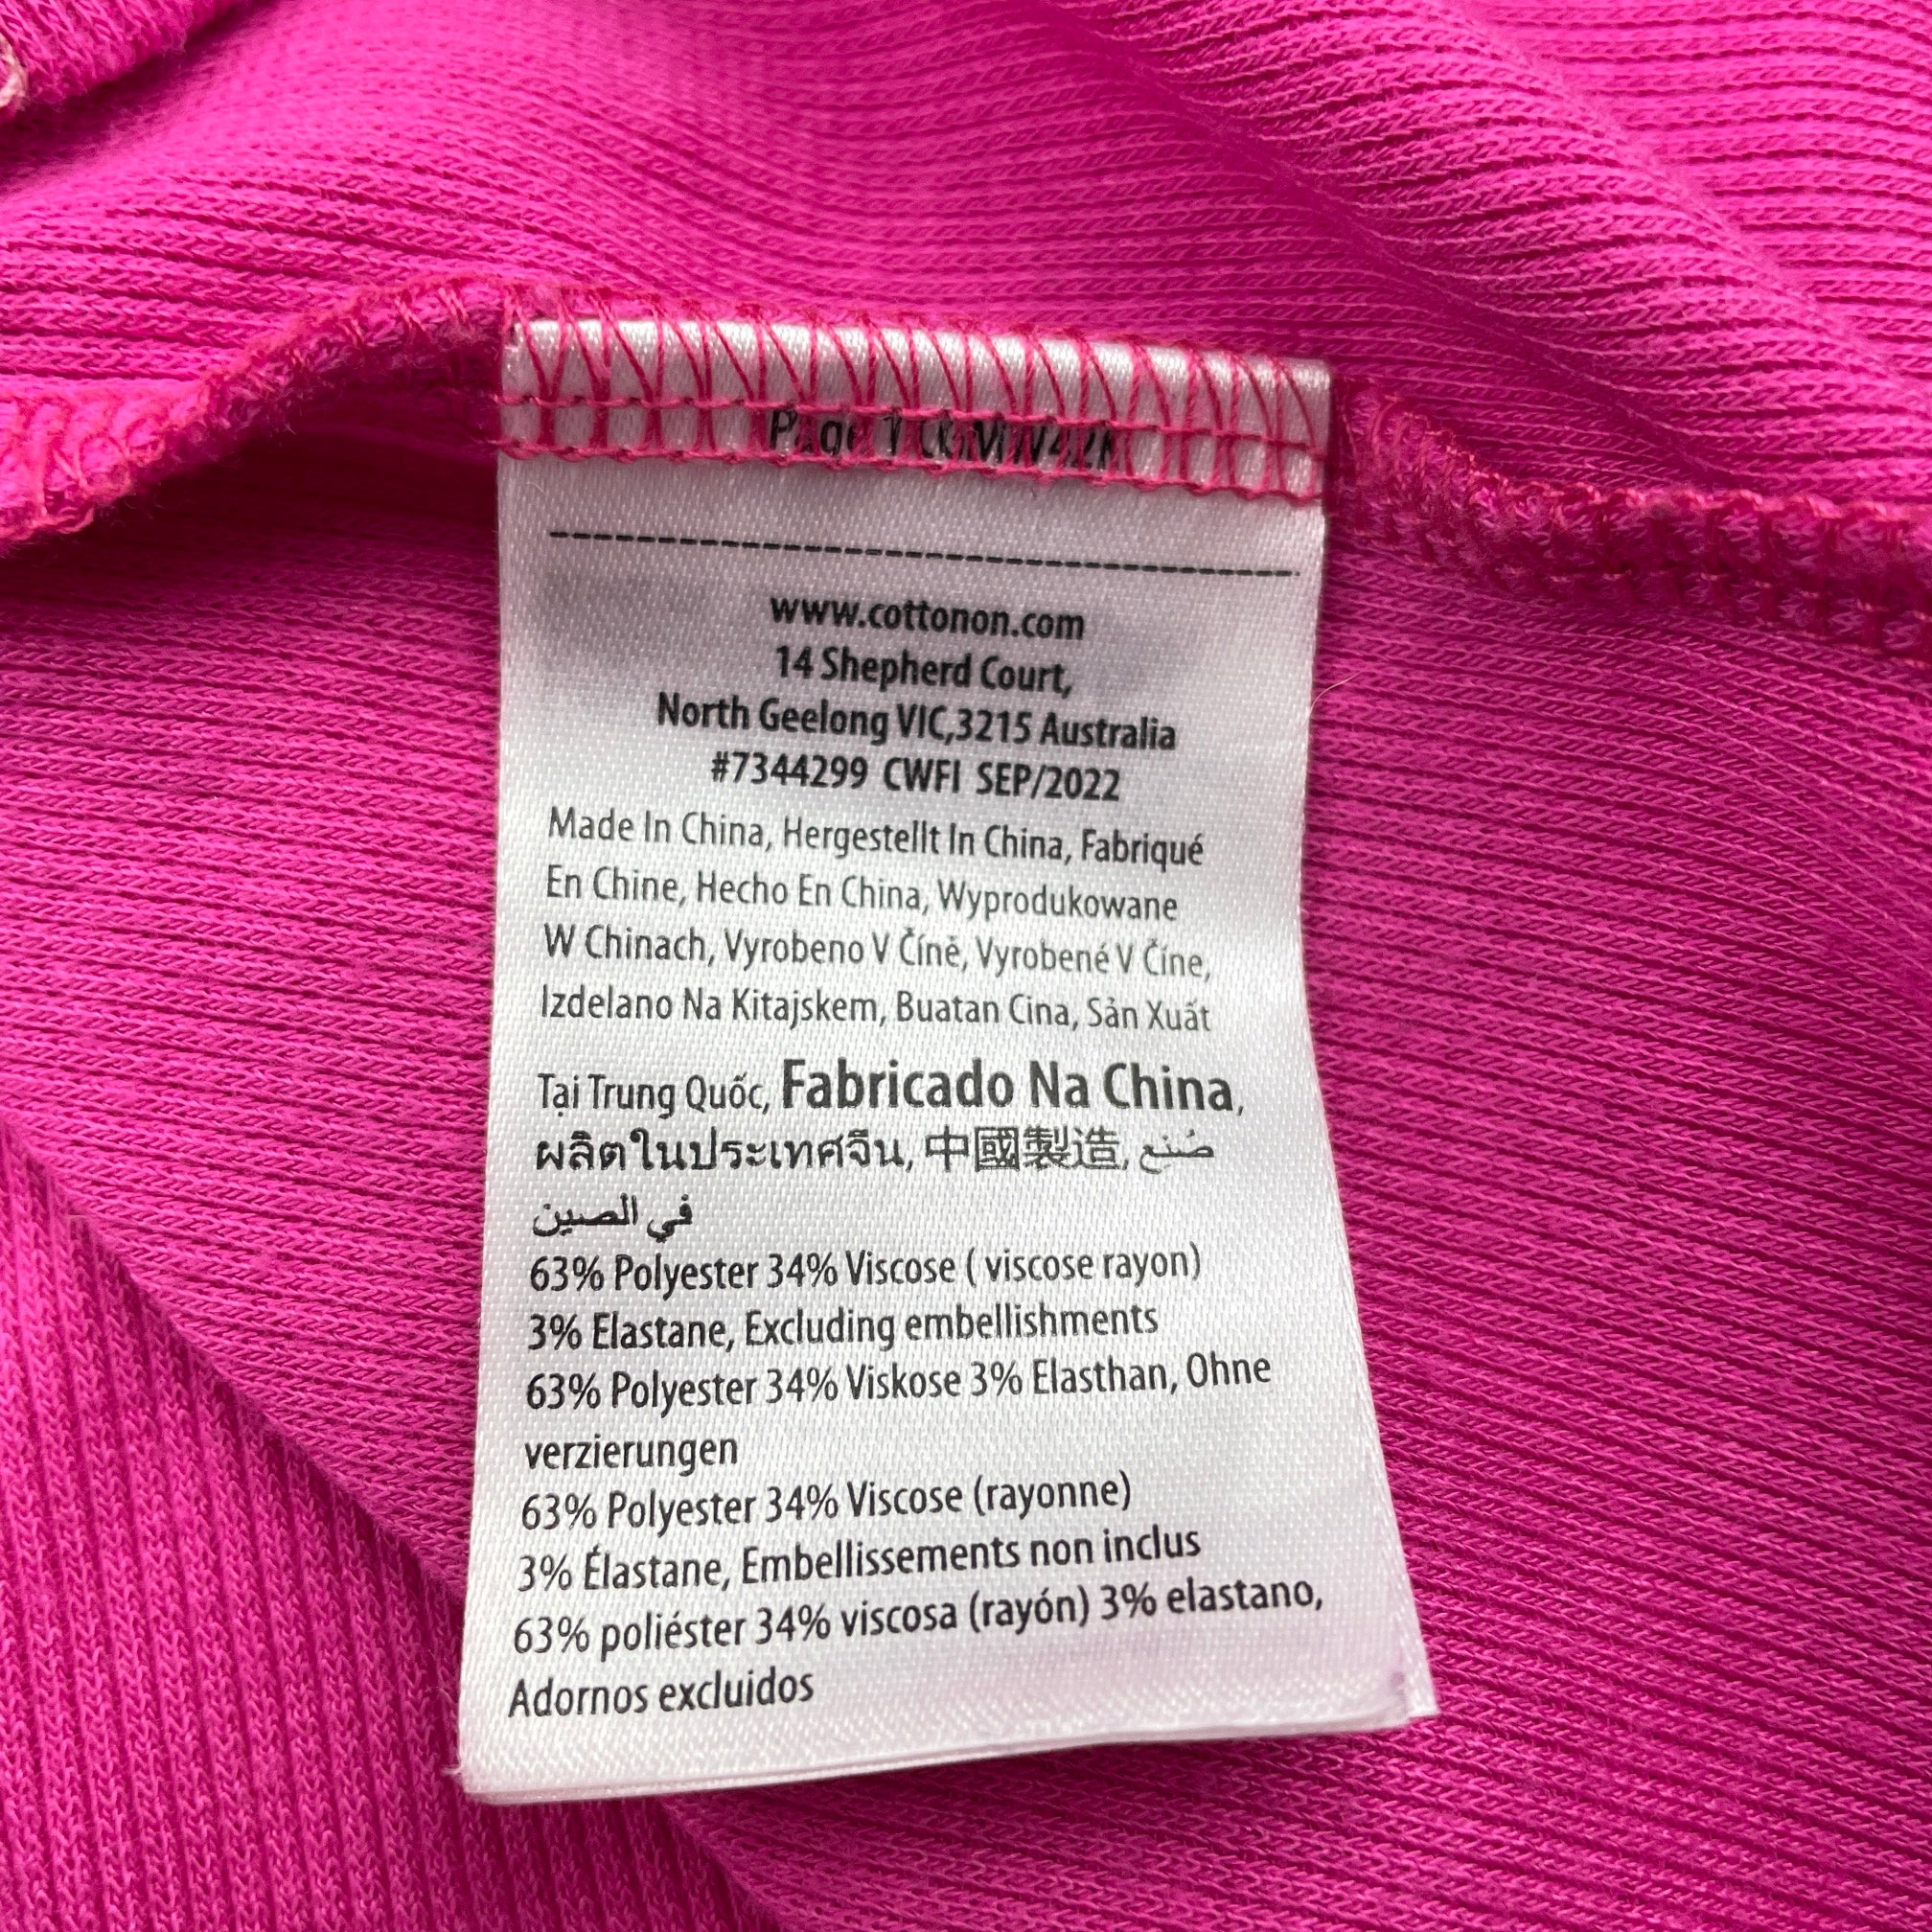 www.cottonon.com
14 Shepherd Court,
North Geelong VIC,3215 Australia
#7344299 CWFI SEP/2022
Made In China, Hergestellt In China, Fabriqué
En Chine, Hecho En China, Wyprodukowane
W Chinach, Vyrobeno V Číně, Vyrobené V Číne,
Izdelano Na Kitajskem, Buatan Cina, Sản Xuất
Tại Trung Quốc, Fabricado Na China,
ผลิตในประเทศจีน, 中國製造, صُنع
في الصين
63% Polyester 34% Viscose ( viscose rayon)
3% Elastane, Excluding embellishments
63% Polyester 34% Viskose 3% Elasthan, Ohne
verzierungen
63% Polyester 34% Viscose (rayonne)
3% Élastane, Embellissements non inclus
63% poliéster 34% viscosa (rayón) 3% elastano,
Adornos excluidos